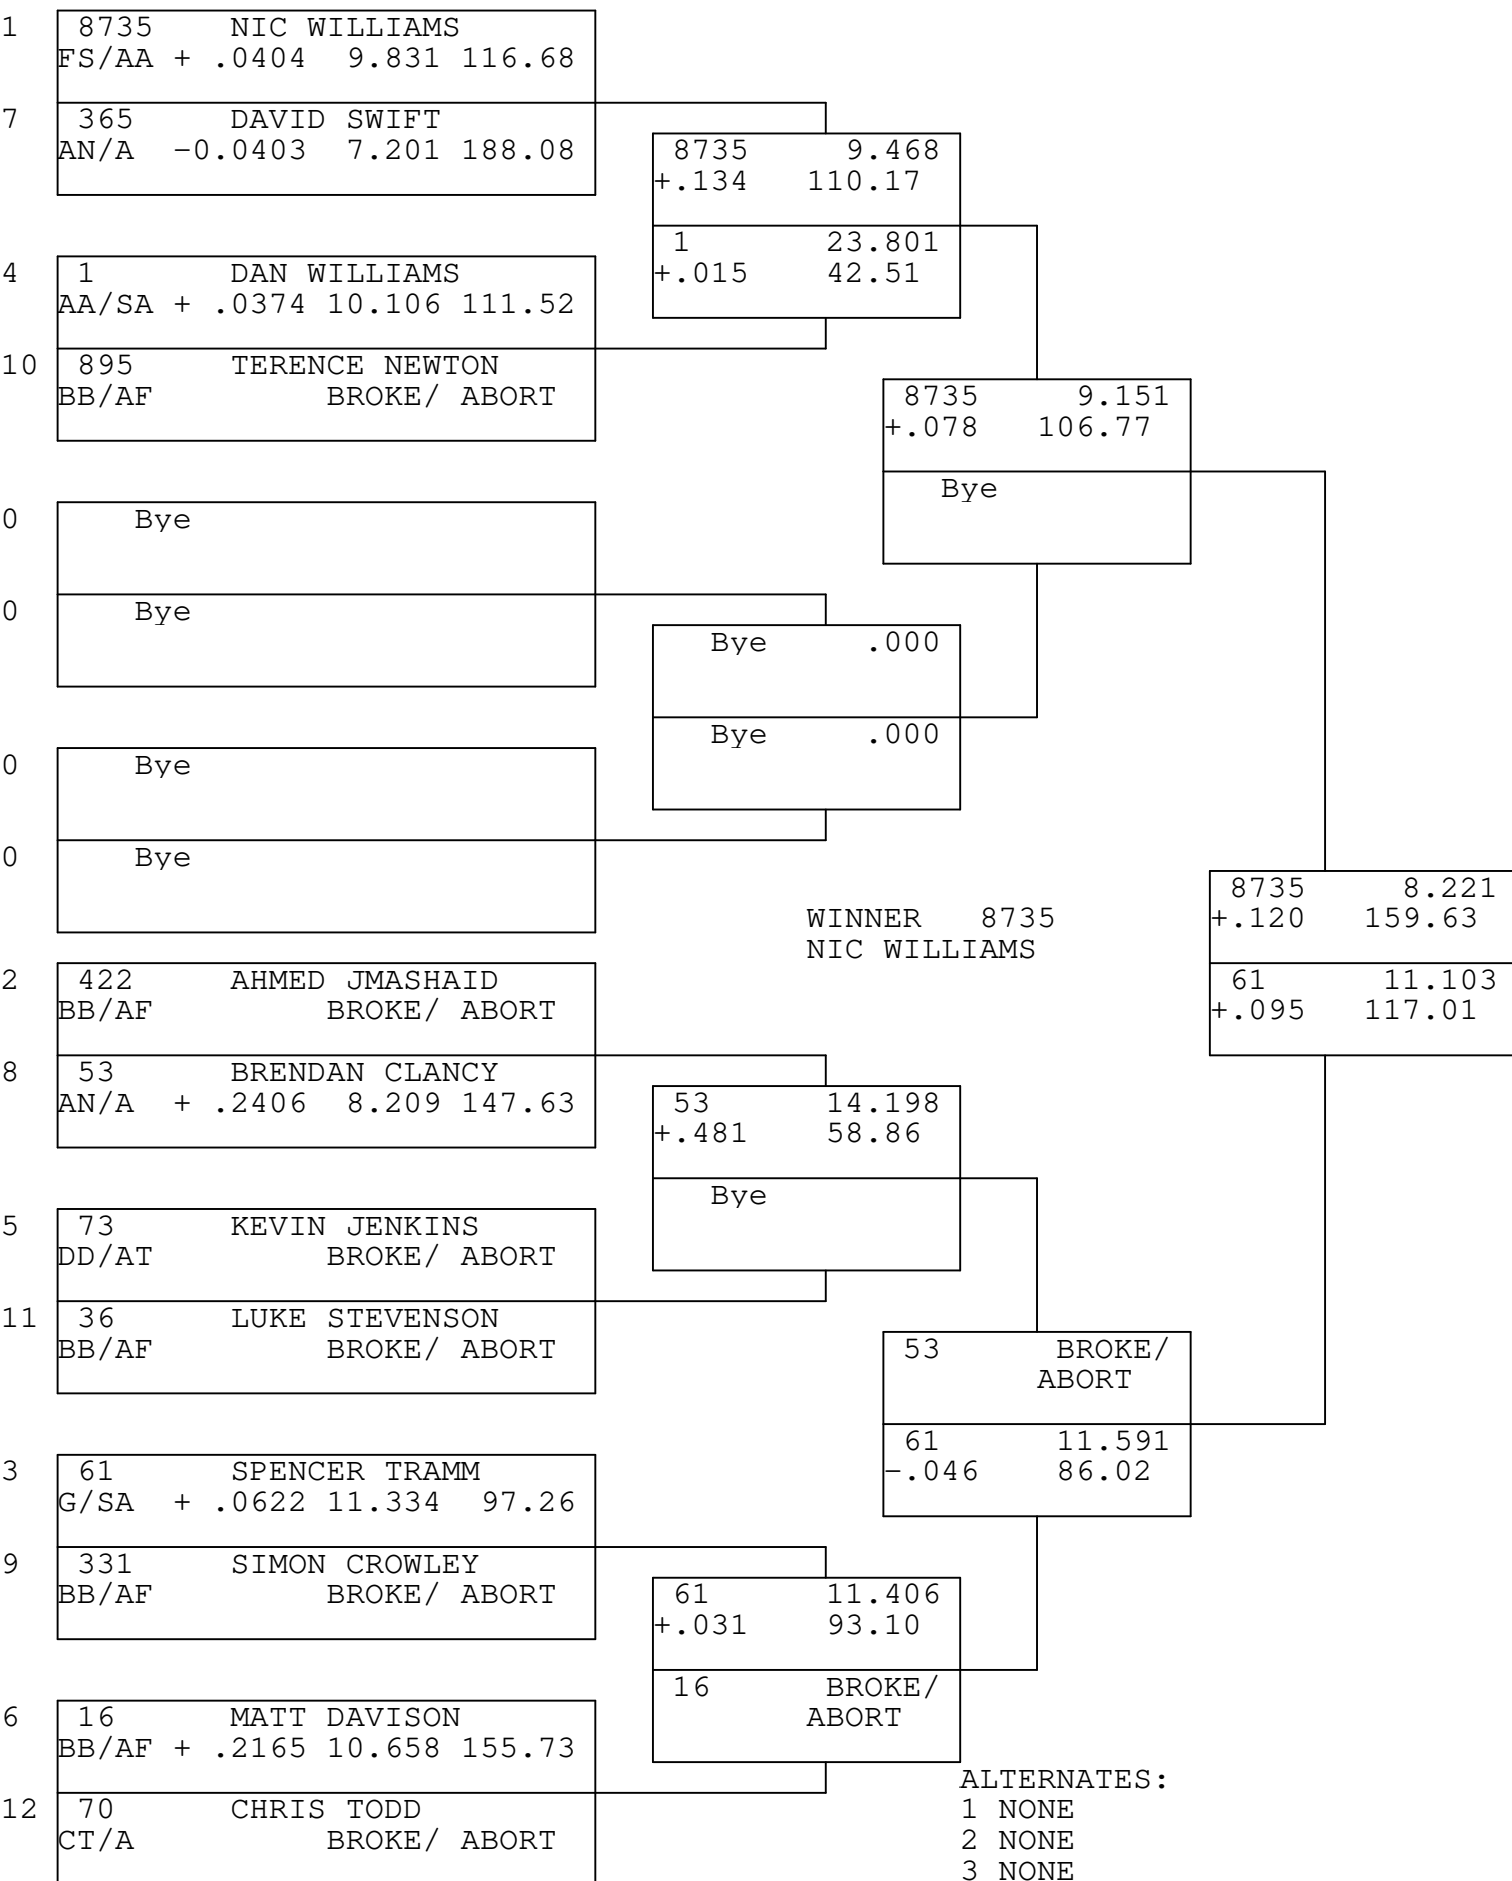 1 8735 NIC WILLIAMS
FS/AA + .0404 9.831 116.68
7 365 DAVID SWIFT
AN/A -0.0403 7.201 188.08
8735 9.468
+.134 110.17
1 23.801
+.015 42.51
4 1 DAN WILLIAMS
AA/SA + .0374 10.106 111.52
10 895 TERENCE NEWTON
BB/AF BROKE/ ABORT
8735 9.151
+.078 106.77
Bye
0 Bye
0 Bye
Bye .000
Bye .000
0 Bye
0 Bye
WINNER 8735
NIC WILLIAMS
8735 8.221
+.120 159.63
61 11.103
+.095 117.01
2 422 AHMED JMASHAID
BB/AF BROKE/ ABORT
8 53 BRENDAN CLANCY
AN/A + .2406 8.209 147.63
53 14.198
+.481 58.86
Bye
5 73 KEVIN JENKINS
DD/AT BROKE/ ABORT
11 36 LUKE STEVENSON
BB/AF BROKE/ ABORT
53 BROKE/
ABORT
61 11.591
-.046 86.02
3 61 SPENCER TRAMM
G/SA + .0622 11.334 97.26
9 331 SIMON CROWLEY
BB/AF BROKE/ ABORT
61 11.406
+.031 93.10
16 BROKE/
ABORT
6 16 MATT DAVISON
BB/AF + .2165 10.658 155.73
12 70 CHRIS TODD
CT/A BROKE/ ABORT
ALTERNATES:
1 NONE
2 NONE
3 NONE